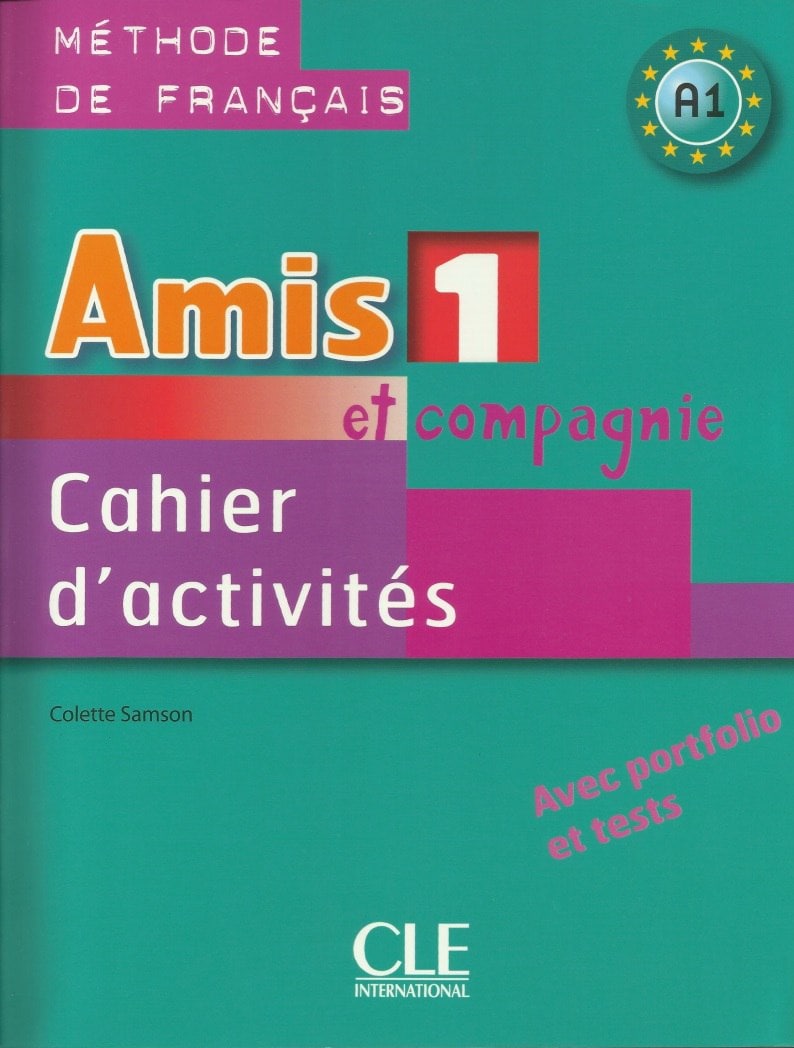 MÉTHODE
DE FRANÇAIS
A1
Amis 1
et compagnie
Cahier
d'activités
Colette Samson
Avec portfolio
et tests
CLE
INTERNATIONAL